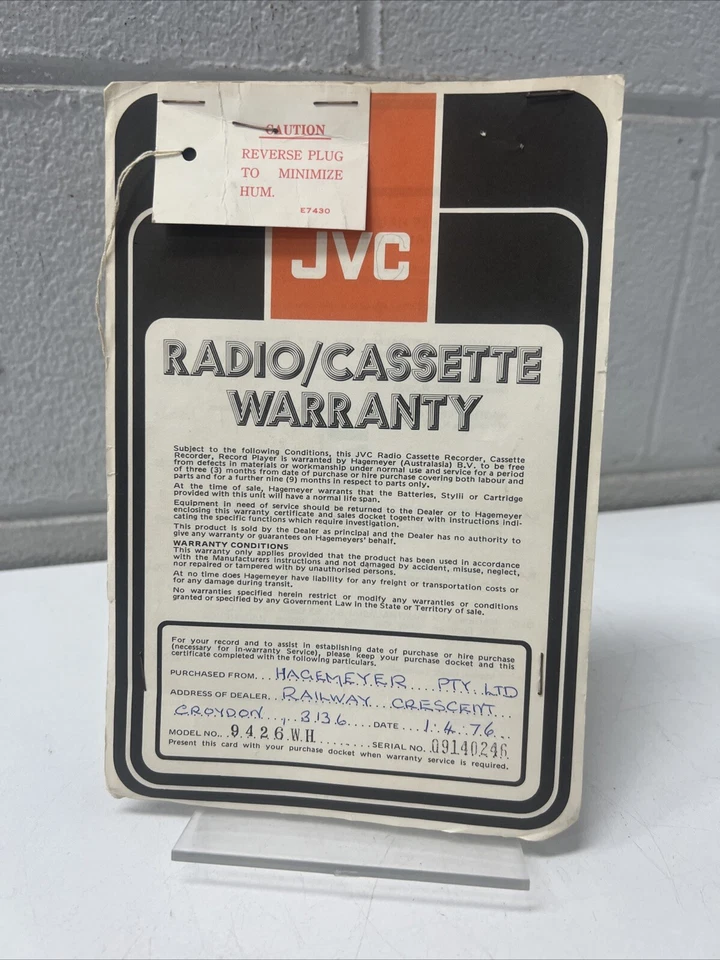 CAUTION
REVERSE PLUG
TO MINIMIZE
HUM.
E7430
JVC
RADIO/CASSETTE
WARRANTY
Subject to the following Conditions, this JVC Radio Cassette Recorder, Cassette
Recorder, Record Player is warranted by Hagemeyer (Australasia) B.V. to be free
from defects in materials or workmanship under normal use and service for a period
of three (3) months from date of purchase or hire purchase covering both labour and
parts and for a further nine (9) months in respect to parts only.
At the time of sale, Hagemeyer warrants that the Batteries, Stylii or Cartridge
provided with this unit will have a normal life span.
Equipment in need of service should be returned to the Dealer or to Hagemeyer
enclosing this warranty certificate and sales docket together with instructions indi-
cating the specific functions which require investigation.
This product is sold by the Dealer as principal and the Dealer has no authority to
give any warranty or guarantees on Hagemeyers' behalf.
WARRANTY CONDITIONS
This warranty only applies provided that the product has been used in accordance
with the Manufacturers instructions and not damaged by accident, misuse, neglect,
nor repaired or tampered with by unauthorised persons.
At no time does Hagemeyer have liability for any freight or transportation costs or
for any damage during transit.
No warranties specified herein restrict or modify any warranties or conditions
granted or specified by any Government Law in the State or Territory of sale.
For your record and to assist in establishing date of purchase or hire purchase
(necessary for in-warranty Service), please keep your purchase docket and this
certificate completed with the following particulars.
PURCHASED FROM... HAGEMEYER .... PTY. LTD
ADDRESS OF DEALER.. RAILWAY .. CRESCENT...
CROYDON ..., 3136 .... DATE ... 1.4.76...
MODEL NO.. 9426WH ........ SERIAL NO. 09140246
Present this card with your purchase docket when warranty service is required.